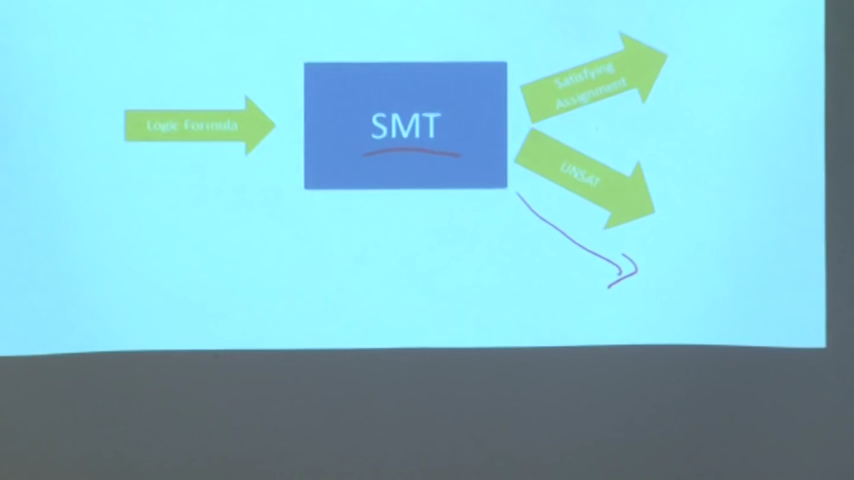 Logic Formula
SMT
Satisfying
Assignment
UNSAT